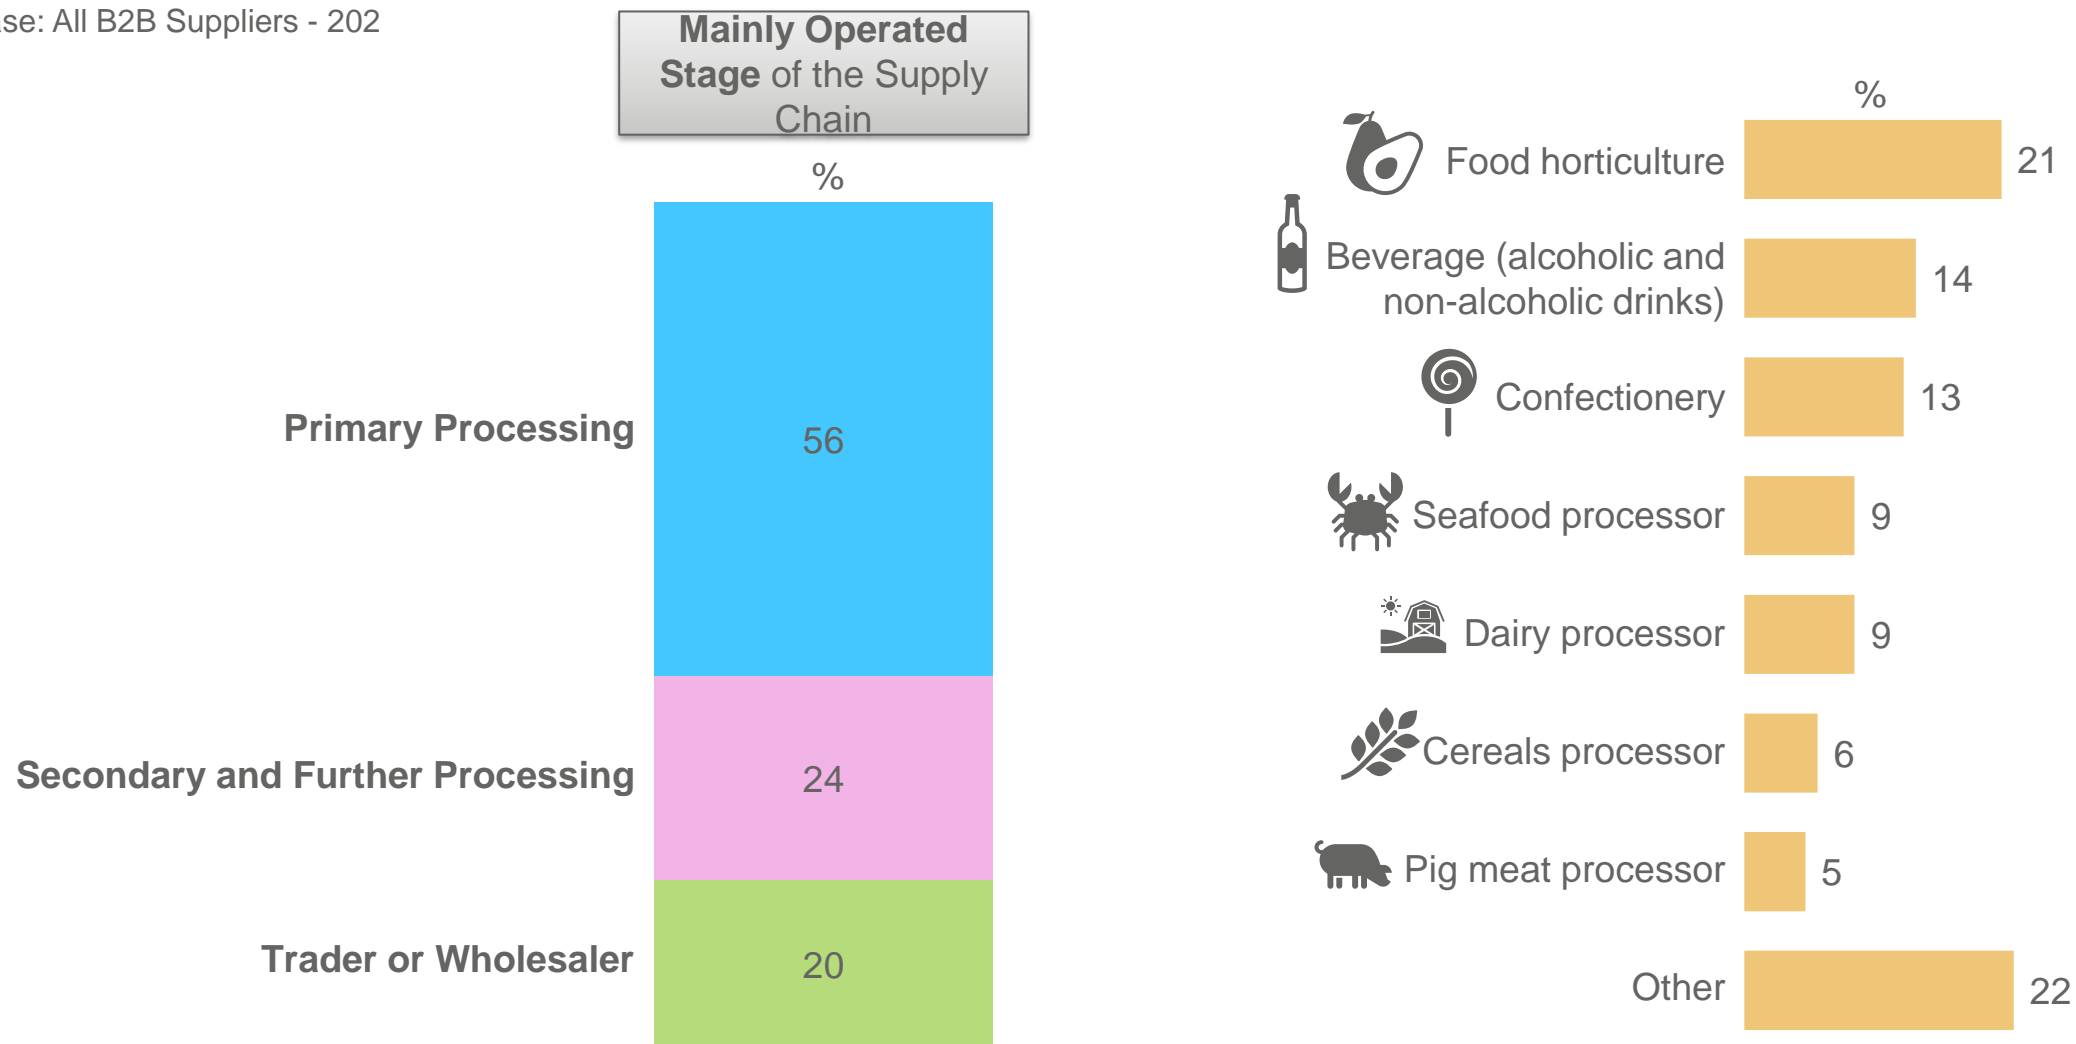 ase: All B2B Suppliers - 202
Mainly Operated
Stage of the Supply
Chain
%
Primary Processing
56
Secondary and Further Processing
24
Trader or Wholesaler
20
%
Food horticulture
21
Beverage (alcoholic and
non-alcoholic drinks)
14
Confectionery
13
Seafood processor
9
Dairy processor
9
Cereals processor
6
Pig meat processor
5
Other
22